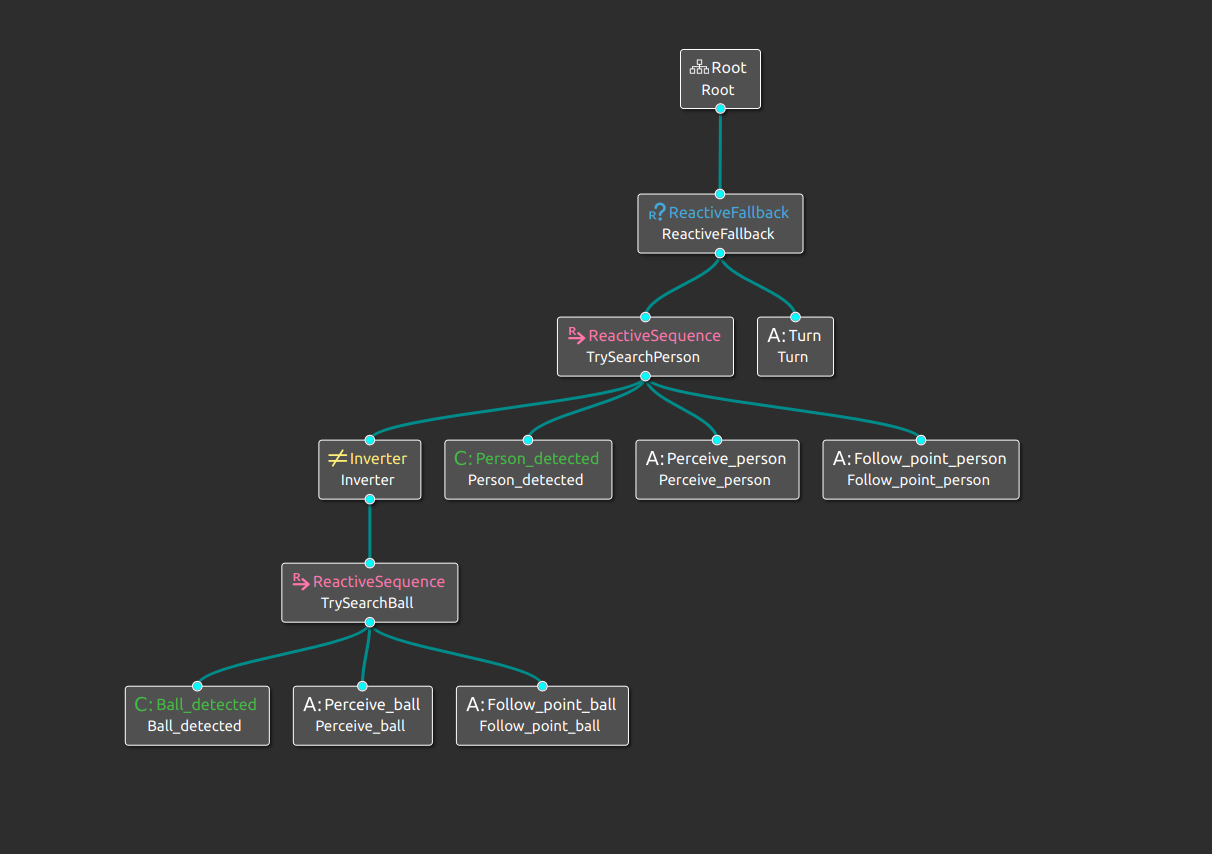 Root
Root
R?ReactiveFallback
ReactiveFallback
R ReactiveSequence
TrySearchPerson
A:Turn
Turn
≠Inverter
Inverter
C:Person_detected
Person_detected
A:Perceive_person
Perceive_person
A:Follow_point_person
Follow_point_person
R ReactiveSequence
TrySearchBall
C:Ball_detected
Ball_detected
A:Perceive_ball
Perceive_ball
A:Follow_point_ball
Follow_point_ball